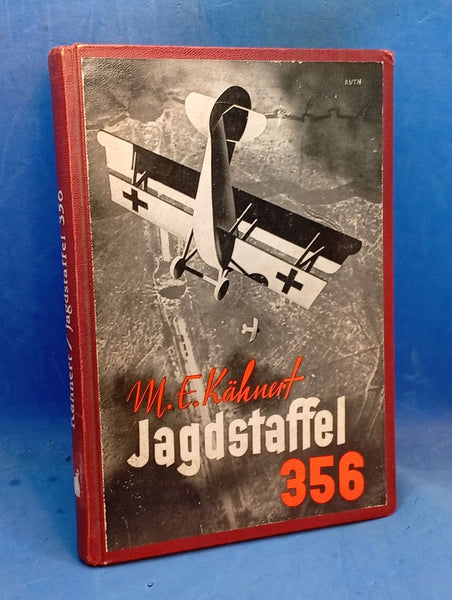 RUTH
M. E. Kähnert
Jagdstaffel
356
Kähnert / Jagdstaffel 356